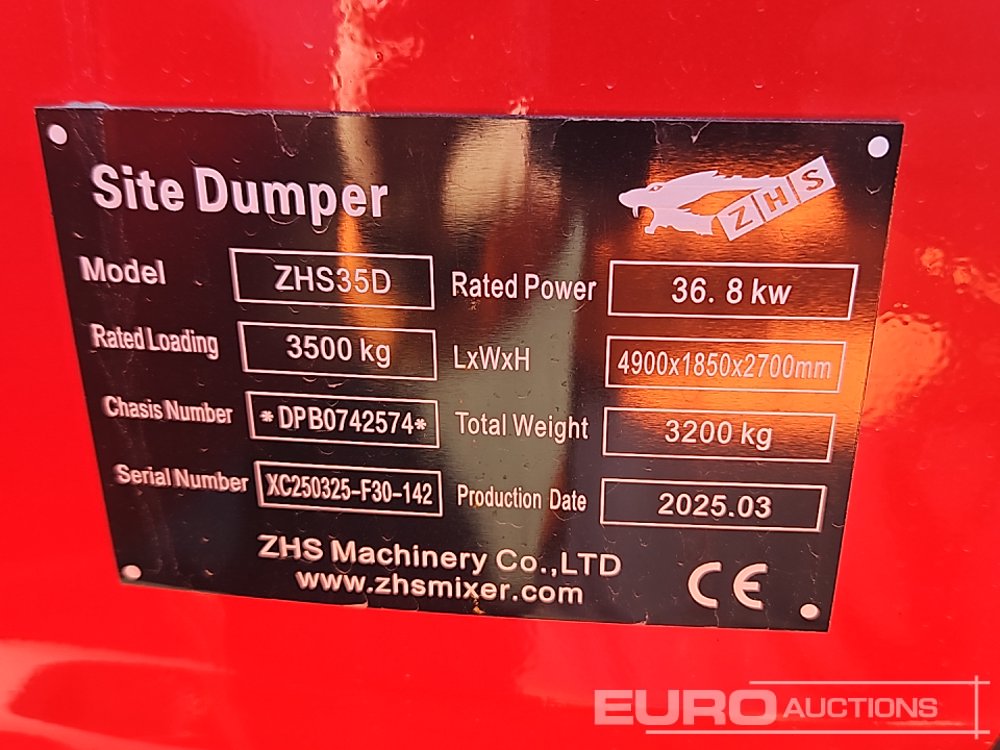 Site Dumper
ZHS
Model ZHS35D Rated Power 36. 8 kw
Rated Loading 3500 kg LxWxH 4900x1850x2700mm
Chasis Number *DPB0742574* Total Weight 3200 kg
Serial Number XC250325-F30-142 Production Date 2025.03
ZHS Machinery Co.,LTD
www.zhsmixer.com
CE
EURO AUCTIONS